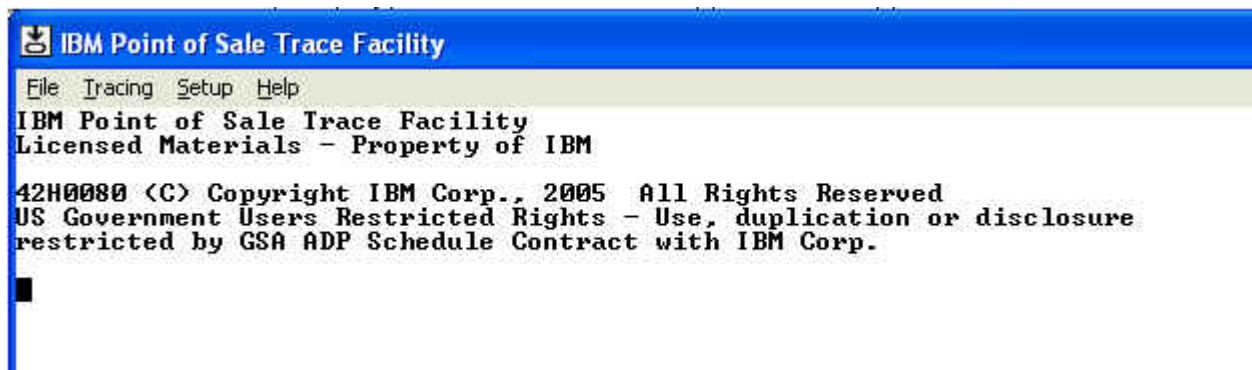 IBM Point of Sale Trace Facility
File Tracing Setup Help
IBM Point of Sale Trace Facility
Licensed Materials - Property of IBM
42H0080 (C) Copyright IBM Corp., 2005 All Rights Reserved
US Government Users Restricted Rights - Use, duplication or disclosure
restricted by GSA ADP Schedule Contract with IBM Corp.